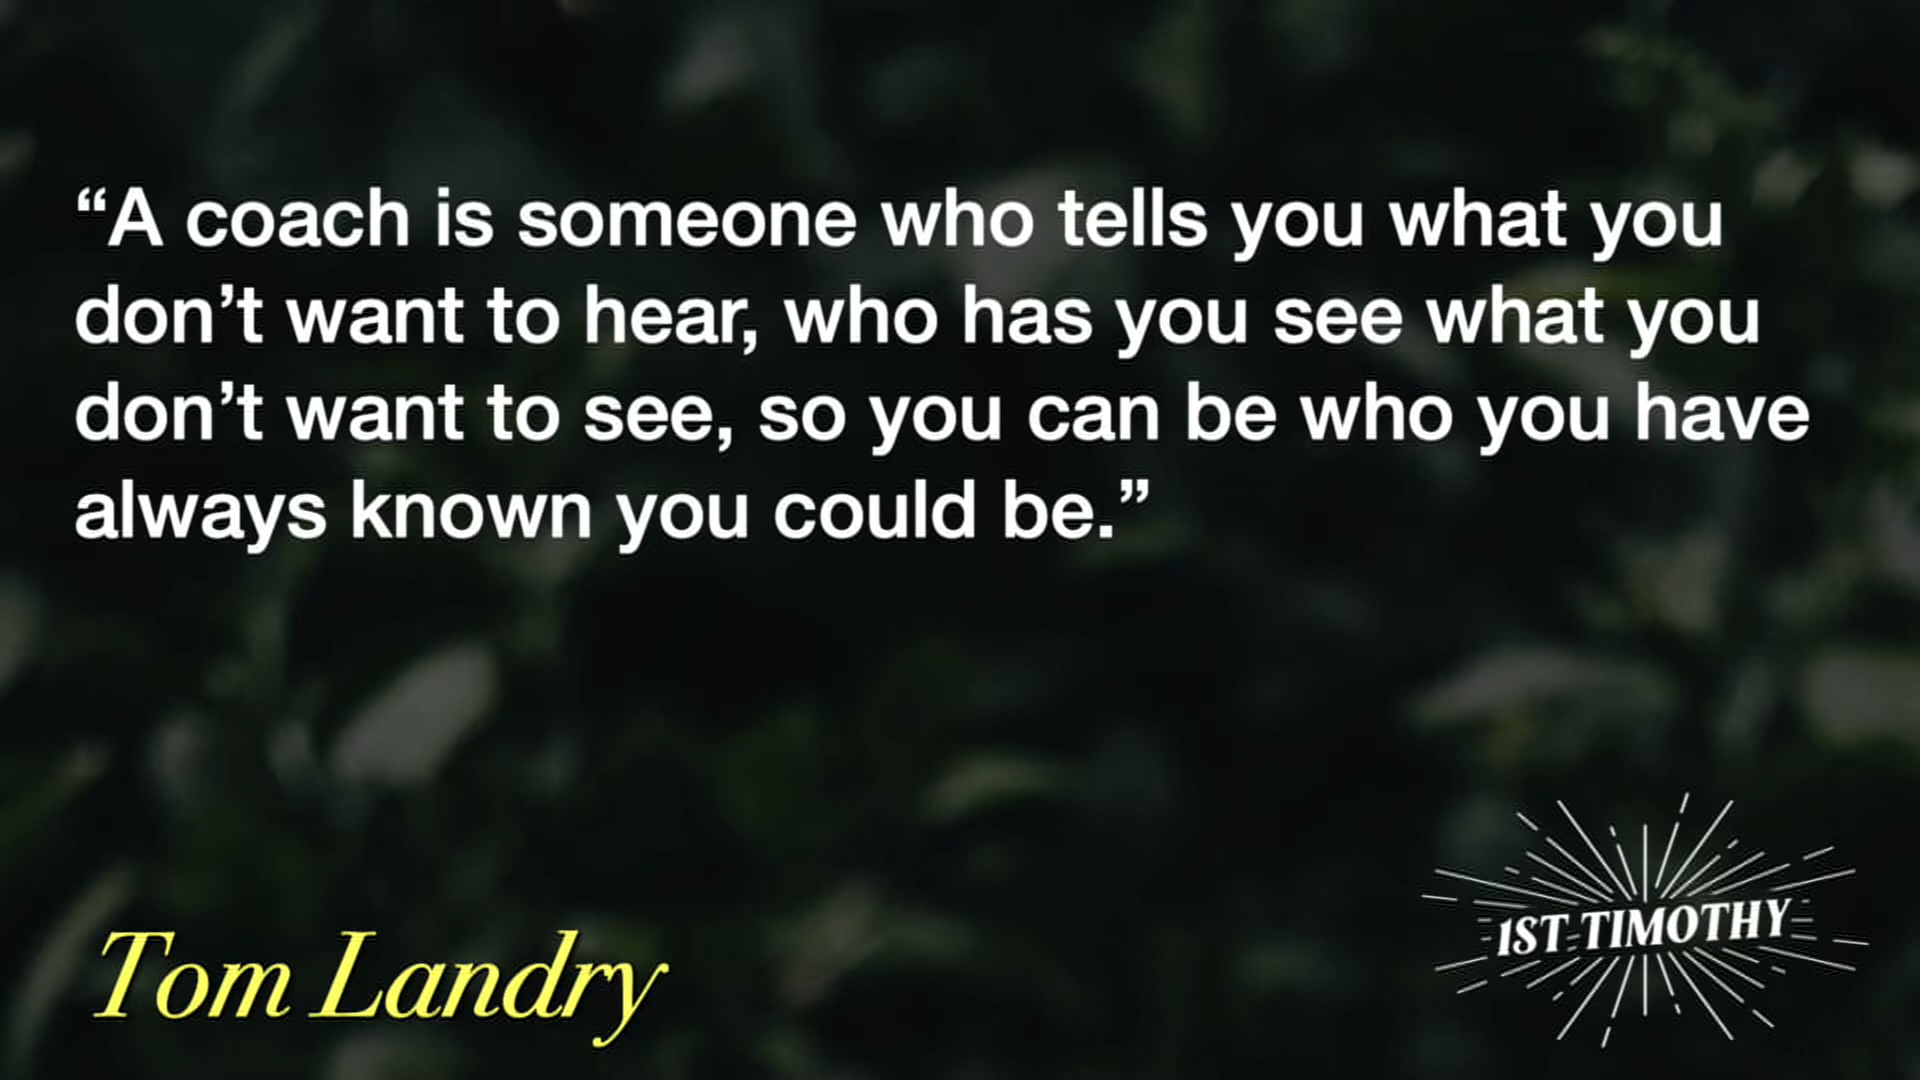 “A coach is someone who tells you what you
don’t want to hear, who has you see what you
don’t want to see, so you can be who you have
always known you could be.”
Tom Landry
1ST TIMOTHY